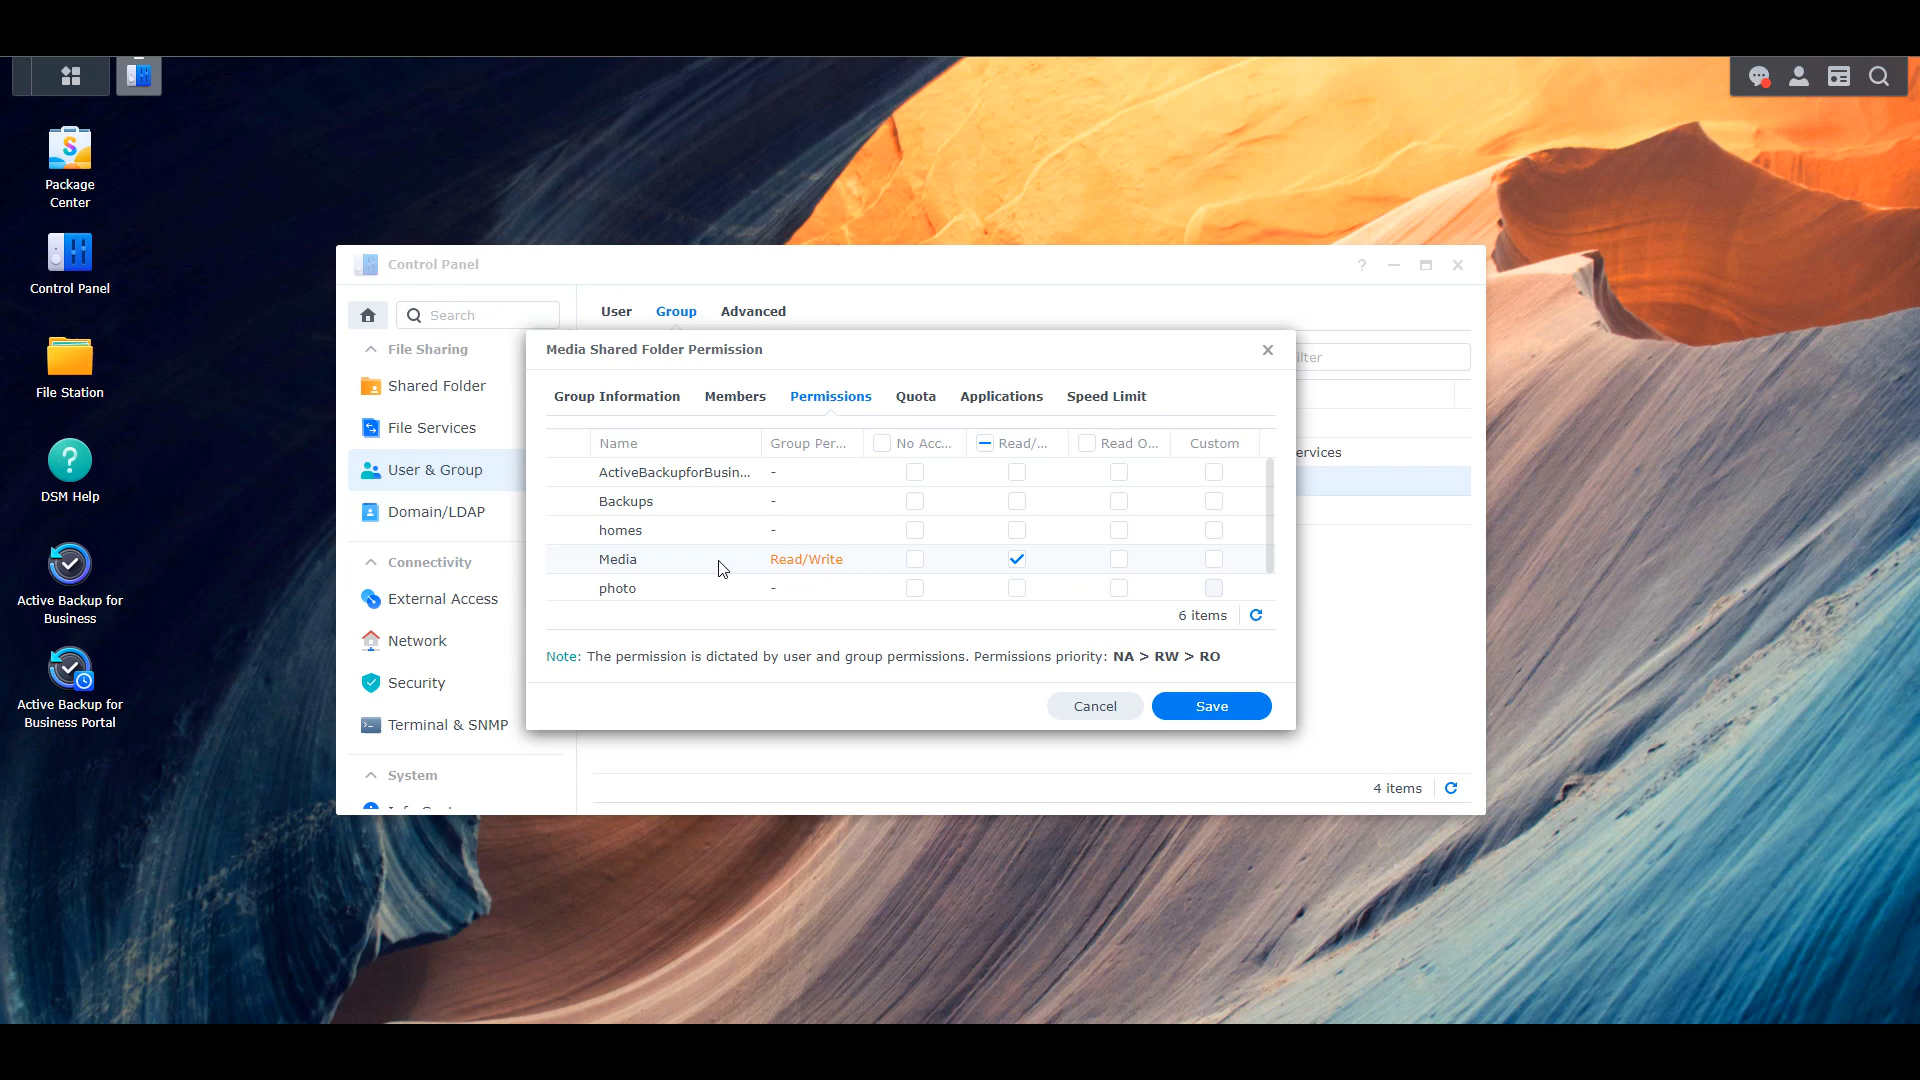 Package
Center
Control Panel
File Station
DSM Help
Active Backup for
Business
Active Backup for
Business Portal
Control Panel
Search
File Sharing
Shared Folder
File Services
User & Group
Domain/LDAP
Connectivity
External Access
Network
Security
Terminal & SNMP
System
User Group Advanced
ilter
ervices
4 items
Media Shared Folder Permission
Group Information Members Permissions Quota Applications Speed Limit
Name Group Per... No Acc... Read/... Read O... Custom
ActiveBackupforBusin... -
Backups -
homes -
Media Read/Write
photo -
6 items
Note: The permission is dictated by user and group permissions. Permissions priority: NA > RW > RO
Cancel Save